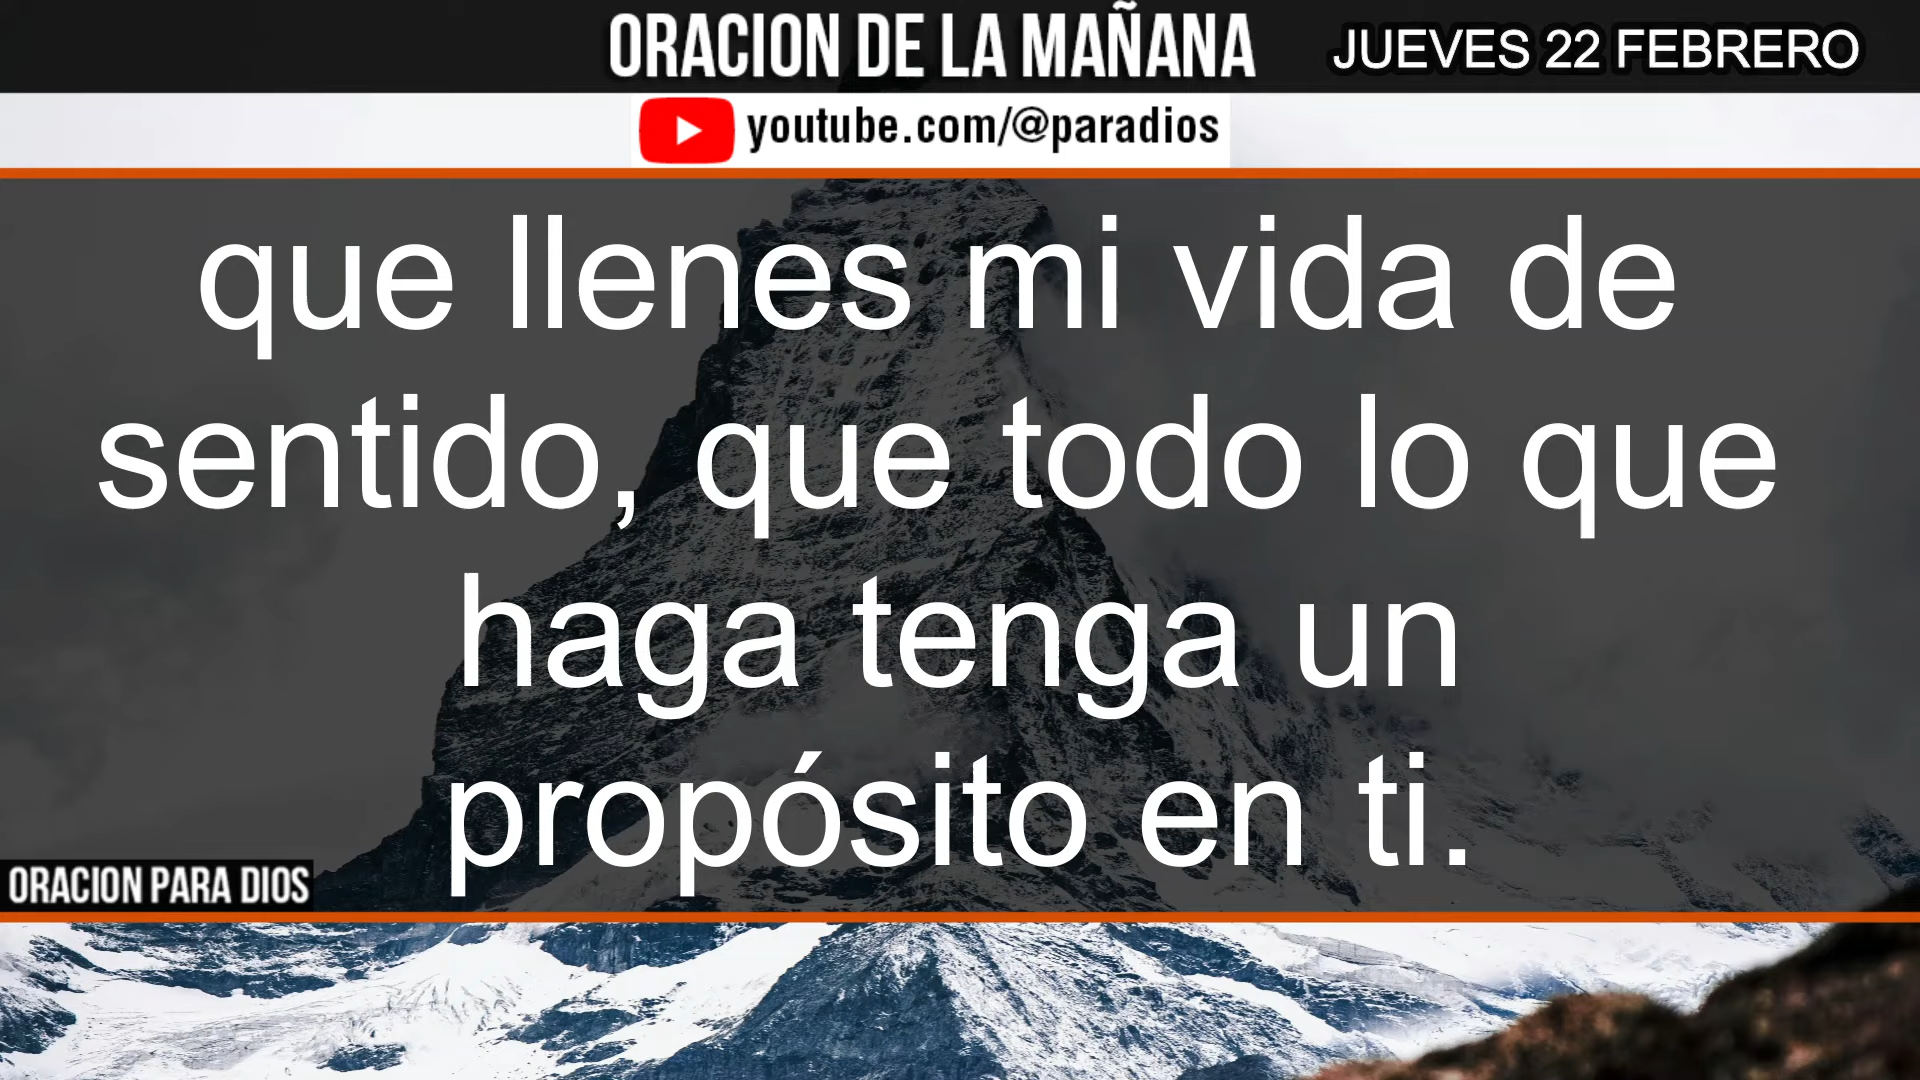 ORACION DE LA MAÑANA
JUEVES 22 FEBRERO
youtube.com/@paradios
que llenes mi vida de
sentido, que todo lo que
haga tenga un
propósito en ti.
ORACION PARA DIOS